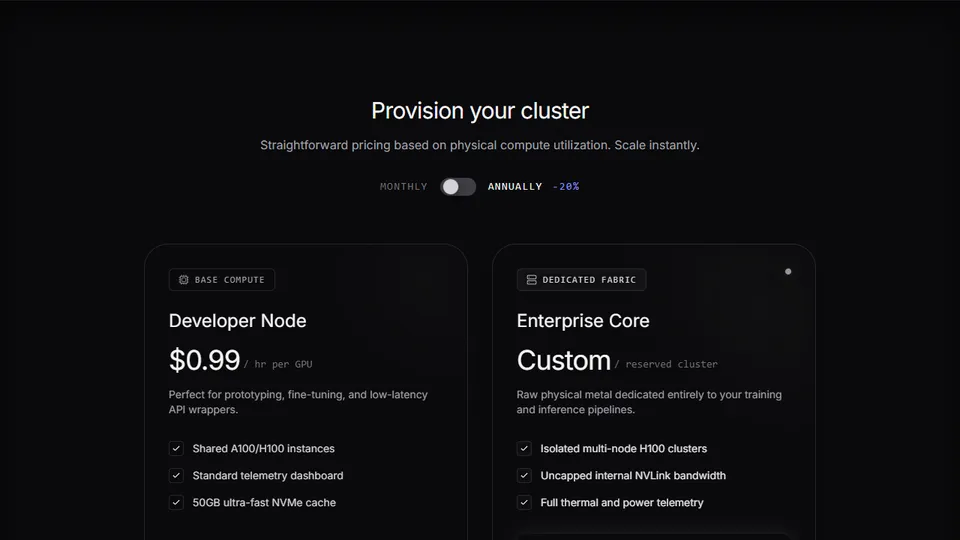 Provision your cluster
Straightforward pricing based on physical compute utilization. Scale instantly.
MONTHLY ANNUALLY -20%
BASE COMPUTE
Developer Node
$0.99 / hr per GPU
Perfect for prototyping, fine-tuning, and low-latency
API wrappers.
Shared A100/H100 instances
Standard telemetry dashboard
50GB ultra-fast NVMe cache
DEDICATED FABRIC
Enterprise Core
Custom / reserved cluster
Raw physical metal dedicated entirely to your training
and inference pipelines.
Isolated multi-node H100 clusters
Uncapped internal NVLink bandwidth
Full thermal and power telemetry